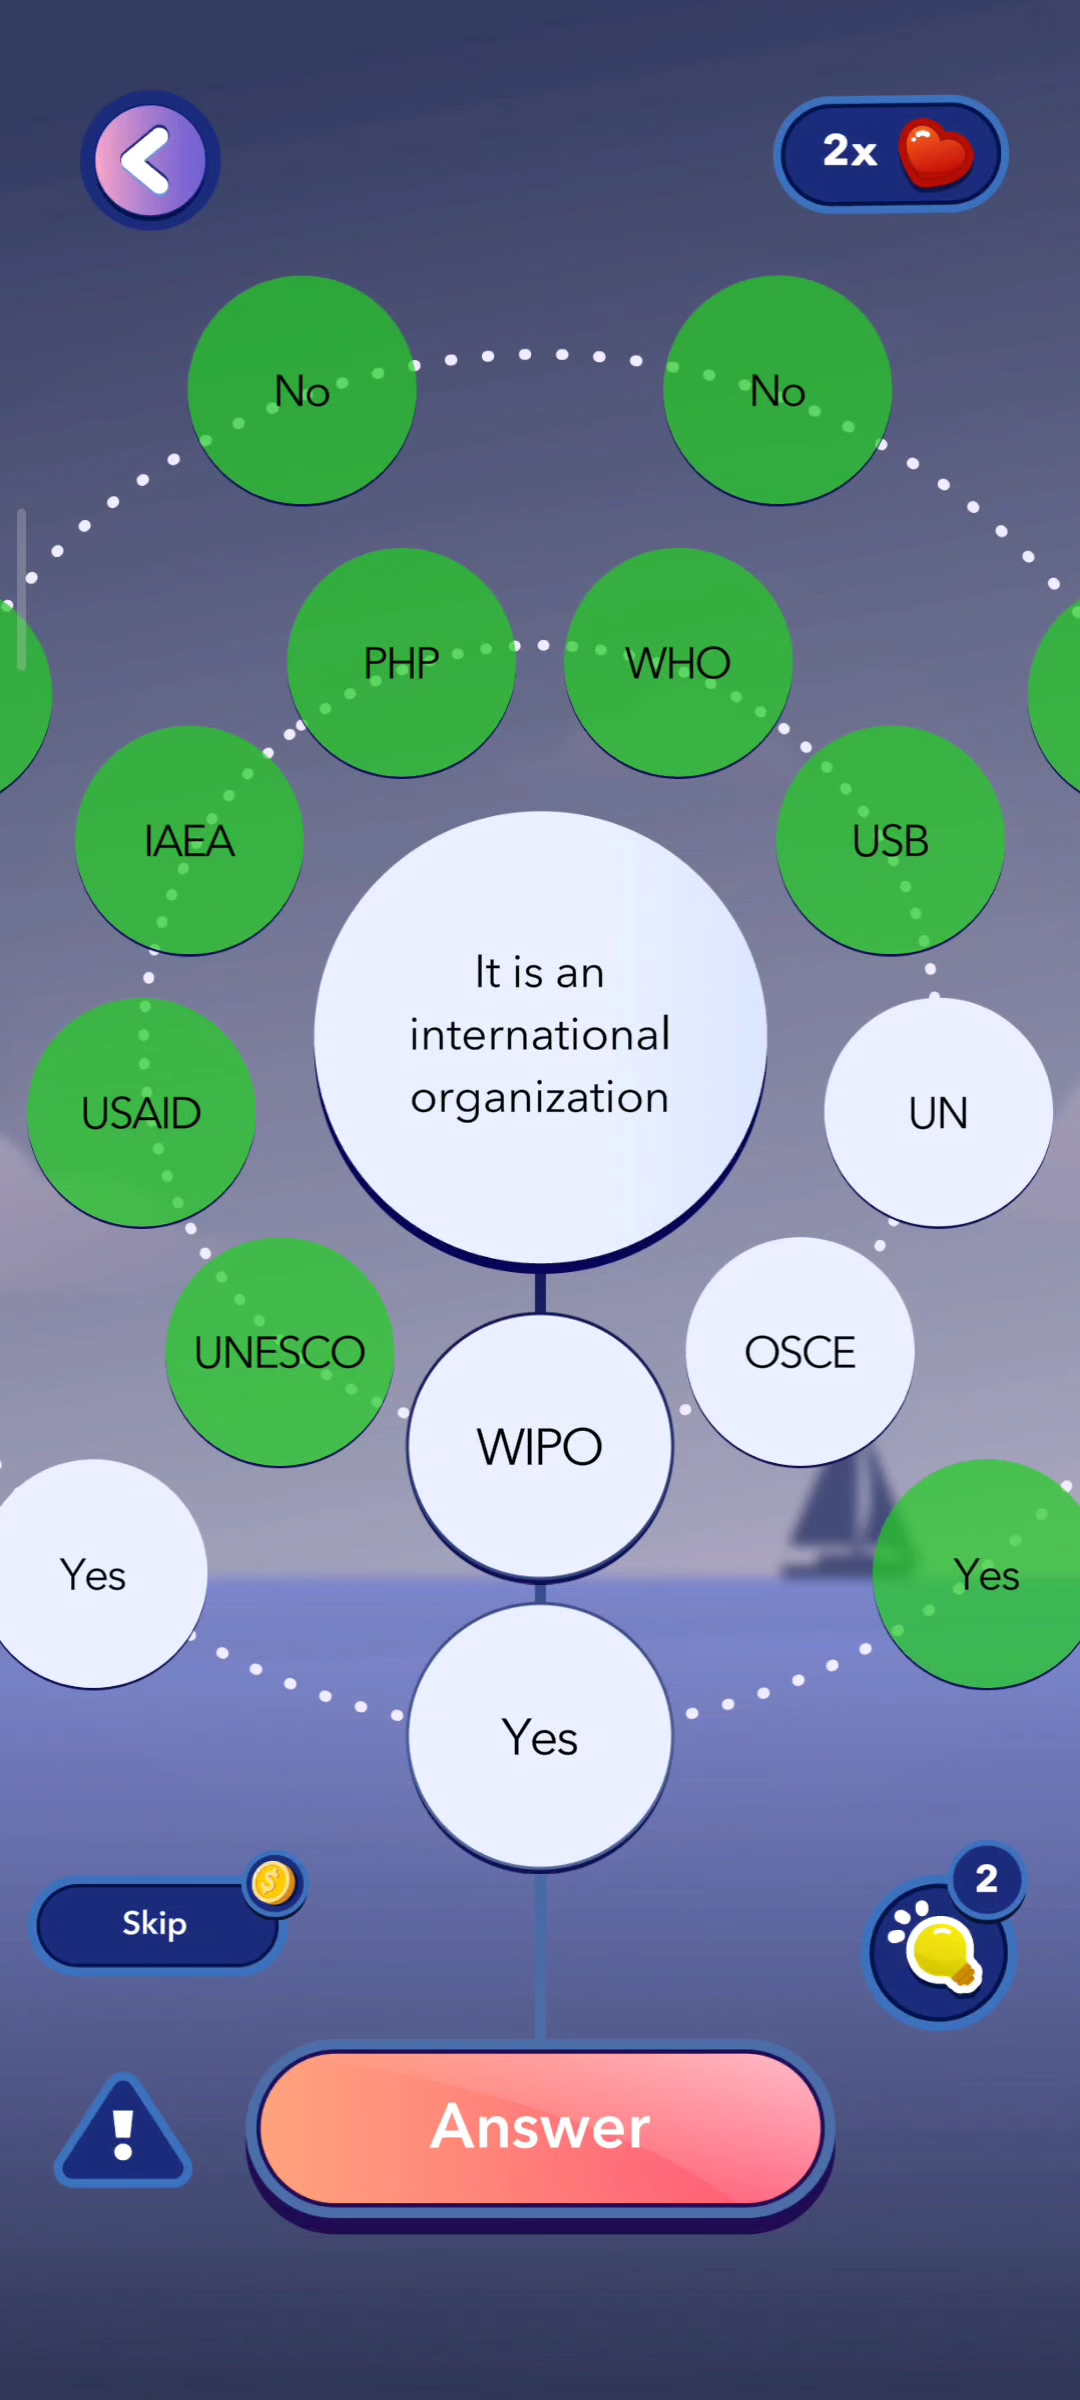 2x
No
No
PHP
WHO
IAEA
USB
It is an
international
organization
USAID
UN
UNESCO
OSCE
WIPO
Yes
Yes
Yes
2
Skip
Answer